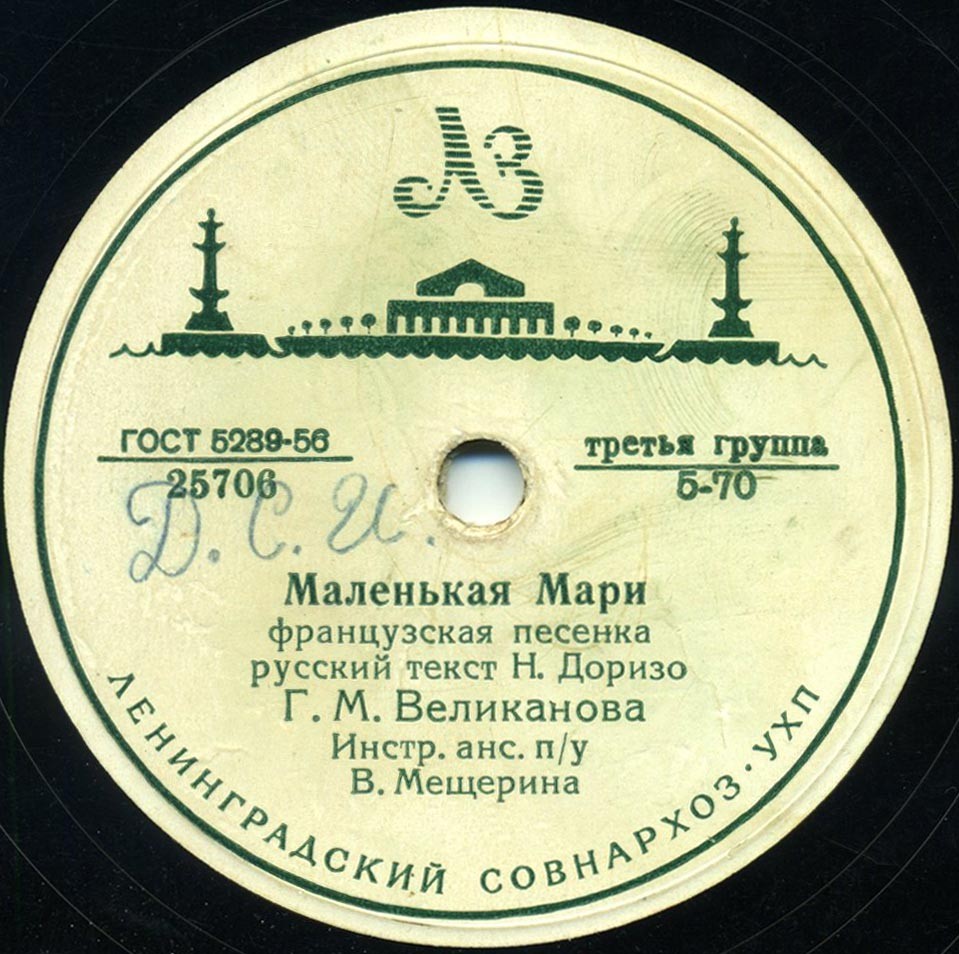 ЛЗ
ГОСТ 5289-56
25706
третья группа
5-70
Д. С. И.
Маленькая Мари
французская песенка
русский текст Н. Доризо
Г. М. Великанова
Инстр. анс. п/у
В. Мещерина
ЛЕНИНГРАДСКИЙ СОВНАРХОЗ · УХП